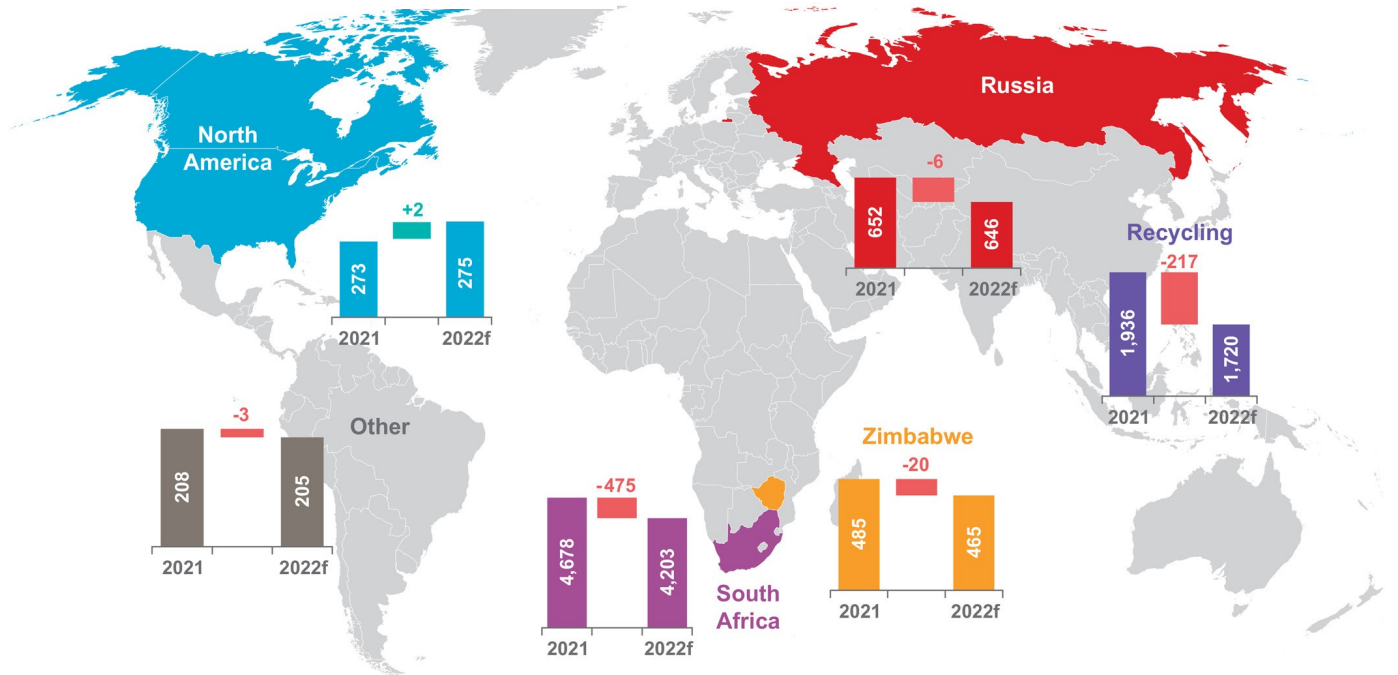 North
America
+2
273
275
2021
2022f
Russia
-6
652
646
2021
2022f
Recycling
-217
1,936
1,720
2021
2022f
Other
-3
208
205
2021
2022f
-475
4,678
4,203
2021
2022f
South
Africa
Zimbabwe
-20
485
465
2021
2022f